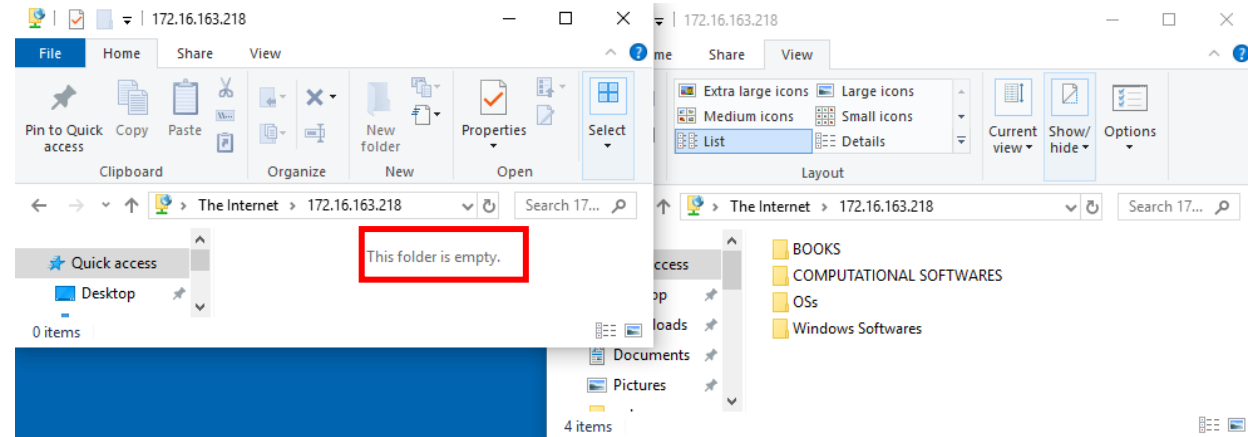 172.16.163.218
File Home Share View
Pin to Quick access
Copy
Paste
Clipboard
Organize
New folder
New
Properties
Open
Select
The Internet 172.16.163.218
Search 17...
Quick access
Desktop
This folder is empty.
0 items
172.16.163.218
me Share View
Extra large icons Large icons
Medium icons Small icons
List Details
Layout
Current view
Show/ hide
Options
The Internet 172.16.163.218
Search 17...
ccess
op
loads
Documents
Pictures
BOOKS
COMPUTATIONAL SOFTWARES
OSs
Windows Softwares
4 items